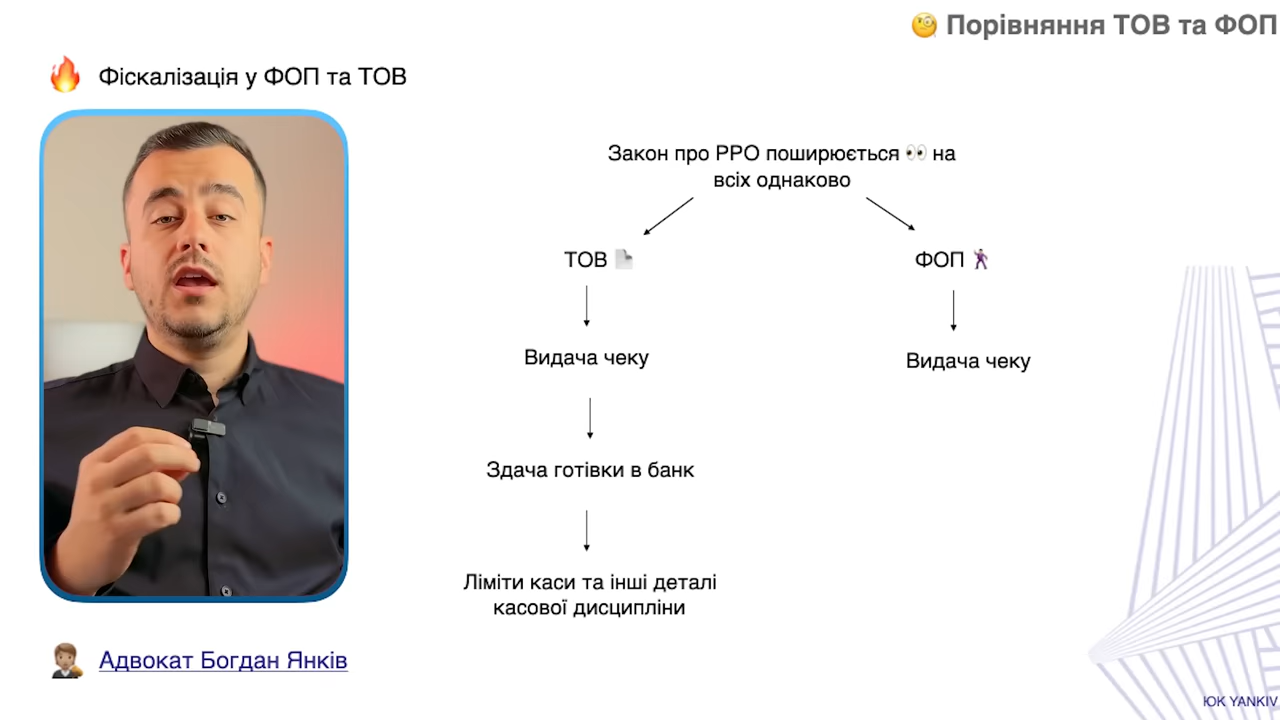 🧐 Порівняння ТОВ та ФОП
🔥 Фіскалізація у ФОП та ТОВ
Закон про РРО поширюється 👀 на
всіх однаково
ТОВ
ФОП
Видача чеку
Видача чеку
Здача готівки в банк
Ліміти каси та інші деталі
касової дисципліни
Адвокат Богдан Янків
ЮК YANKIV